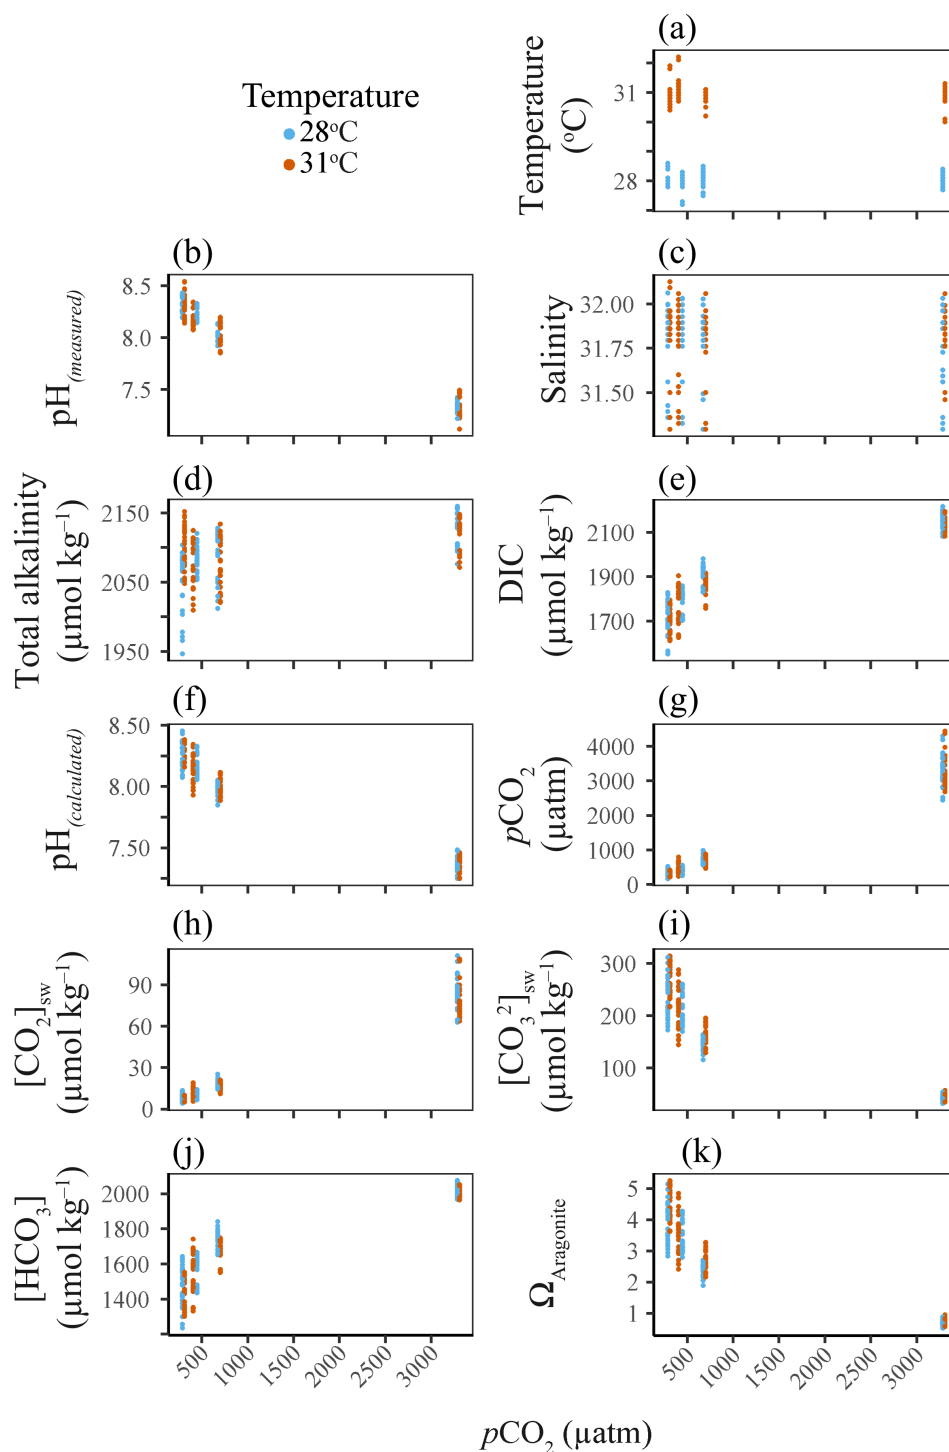 (a)
Temperature
28°C
31°C
Temperature
(°C)
31
28
(b)
pH(measured)
8.5
8.0
7.5
(c)
Salinity
32.00
31.75
31.50
(d)
Total alkalinity
(µmol kg⁻¹)
2150
2050
1950
(e)
DIC
(µmol kg⁻¹)
2100
1900
1700
(f)
pH(calculated)
8.50
8.00
7.50
(g)
pCO₂
(µatm)
4000
3000
2000
1000
0
(h)
[CO₂]sw
(µmol kg⁻¹)
90
60
30
0
(i)
[CO₃²]sw
(µmol kg⁻¹)
300
200
100
(j)
[HCO₃]
(µmol kg⁻¹)
2000
1800
1600
1400
500
1000
1500
2000
2500
3000
(k)
ΩAragonite
5
4
3
2
1
500
1000
1500
2000
2500
3000
pCO₂ (µatm)